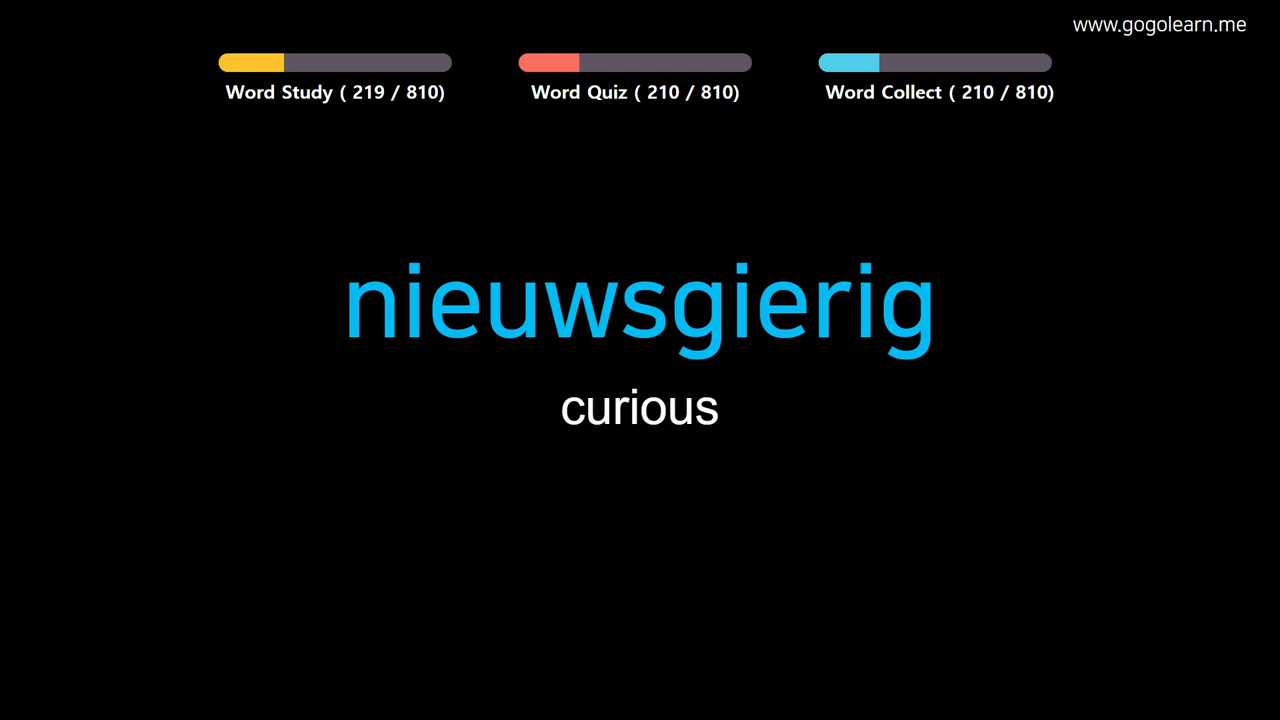 www.gogolearn.me
Word Study ( 219 / 810)
Word Quiz ( 210 / 810)
Word Collect ( 210 / 810)
nieuwsgierig
curious